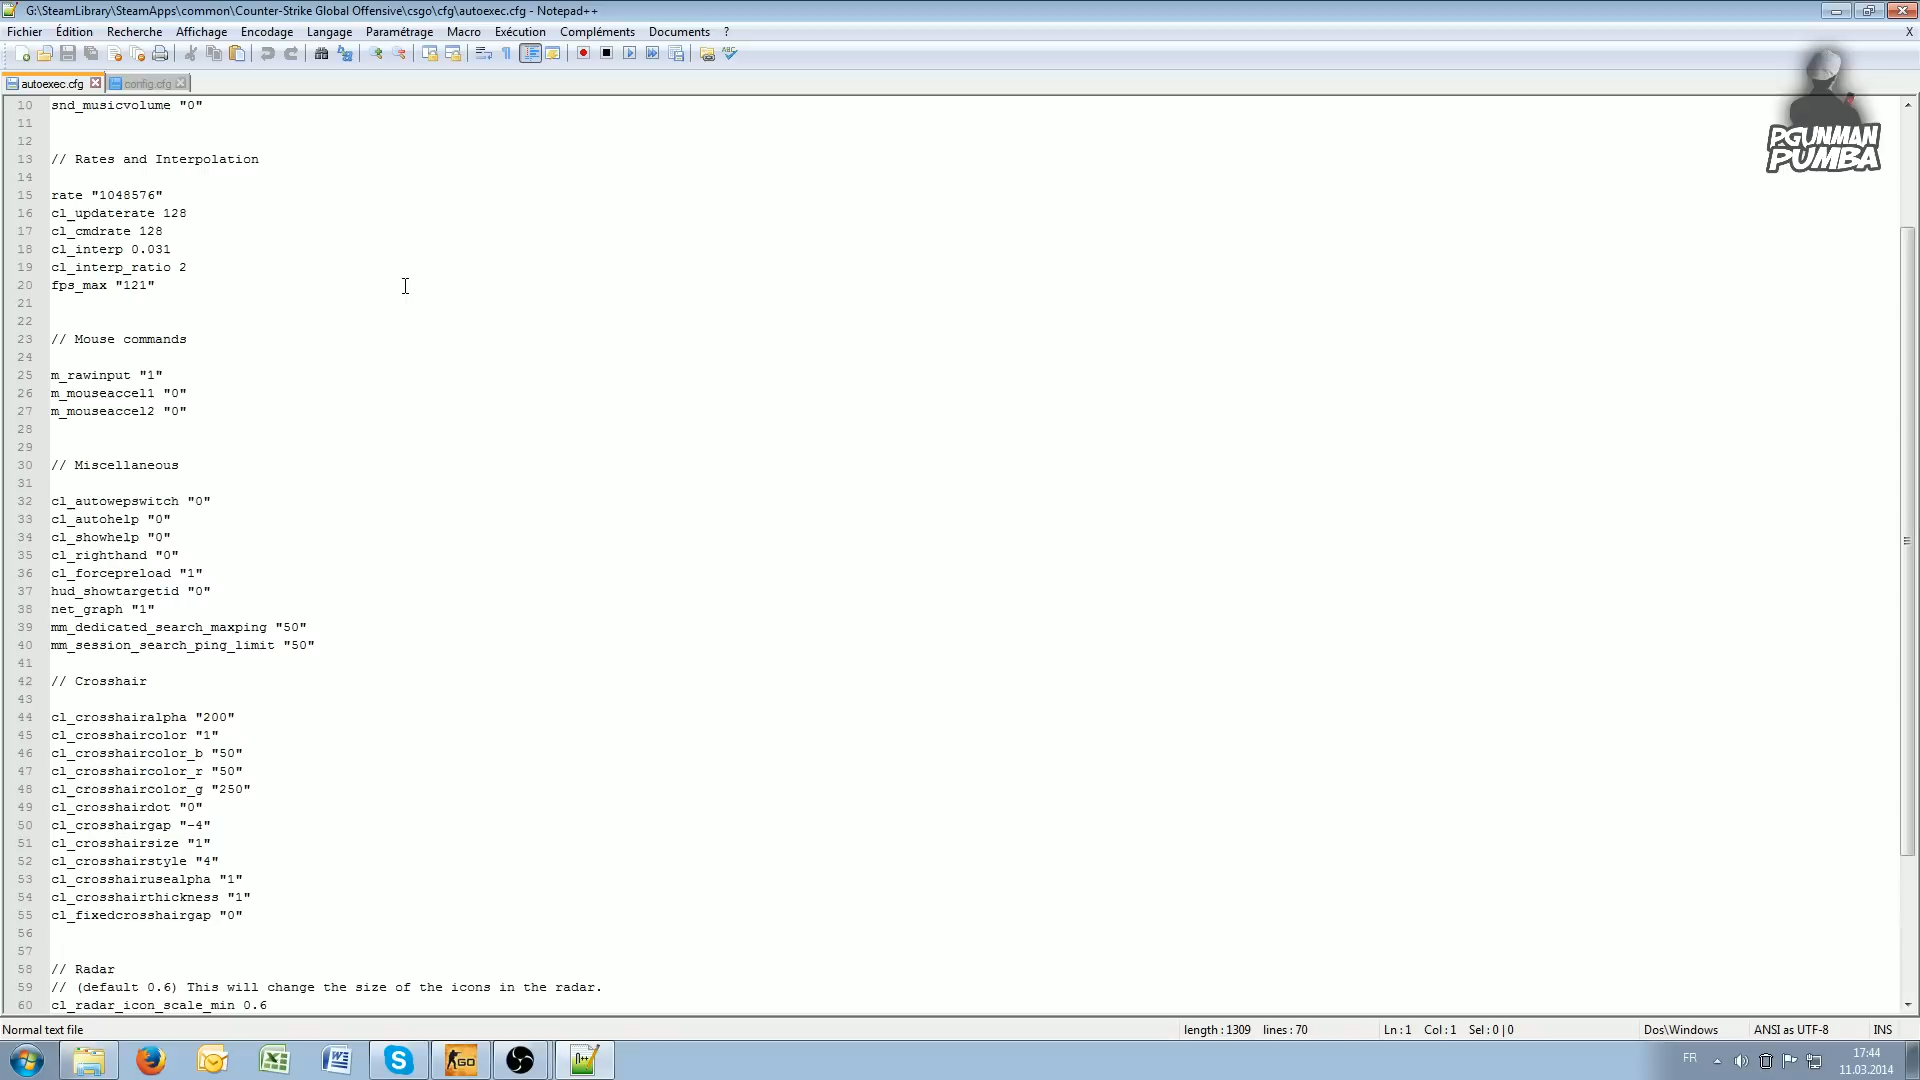 G:\SteamLibrary\SteamApps\common\Counter-Strike Global Offensive\csgo\cfg\autoexec.cfg - Notepad++
Fichier Édition Recherche Affichage Encodage Langage Paramétrage Macro Exécution Compléments Documents ? X
autoexec.cfg config.cfg
PGUNMAN
PUMBA
10 snd_musicvolume "0"
11
12
13 // Rates and Interpolation
14
15 rate "1048576"
16 cl_updaterate 128
17 cl_cmdrate 128
18 cl_interp 0.031
19 cl_interp_ratio 2
20 fps_max "121"
21
22
23 // Mouse commands
24
25 m_rawinput "1"
26 m_mouseaccel1 "0"
27 m_mouseaccel2 "0"
28
29
30 // Miscellaneous
31
32 cl_autowepswitch "0"
33 cl_autohelp "0"
34 cl_showhelp "0"
35 cl_righthand "0"
36 cl_forcepreload "1"
37 hud_showtargetid "0"
38 net_graph "1"
39 mm_dedicated_search_maxping "50"
40 mm_session_search_ping_limit "50"
41
42 // Crosshair
43
44 cl_crosshairalpha "200"
45 cl_crosshaircolor "1"
46 cl_crosshaircolor_b "50"
47 cl_crosshaircolor_r "50"
48 cl_crosshaircolor_g "250"
49 cl_crosshairdot "0"
50 cl_crosshairgap "-4"
51 cl_crosshairsize "1"
52 cl_crosshairstyle "4"
53 cl_crosshairusealpha "1"
54 cl_crosshairthickness "1"
55 cl_fixedcrosshairgap "0"
56
57
58 // Radar
59 // (default 0.6) This will change the size of the icons in the radar.
60 cl_radar_icon_scale_min 0.6
Normal text file length : 1309 lines : 70 Ln : 1 Col : 1 Sel : 0 | 0 Dos\Windows ANSI as UTF-8 INS
FR 17:44
11.03.2014